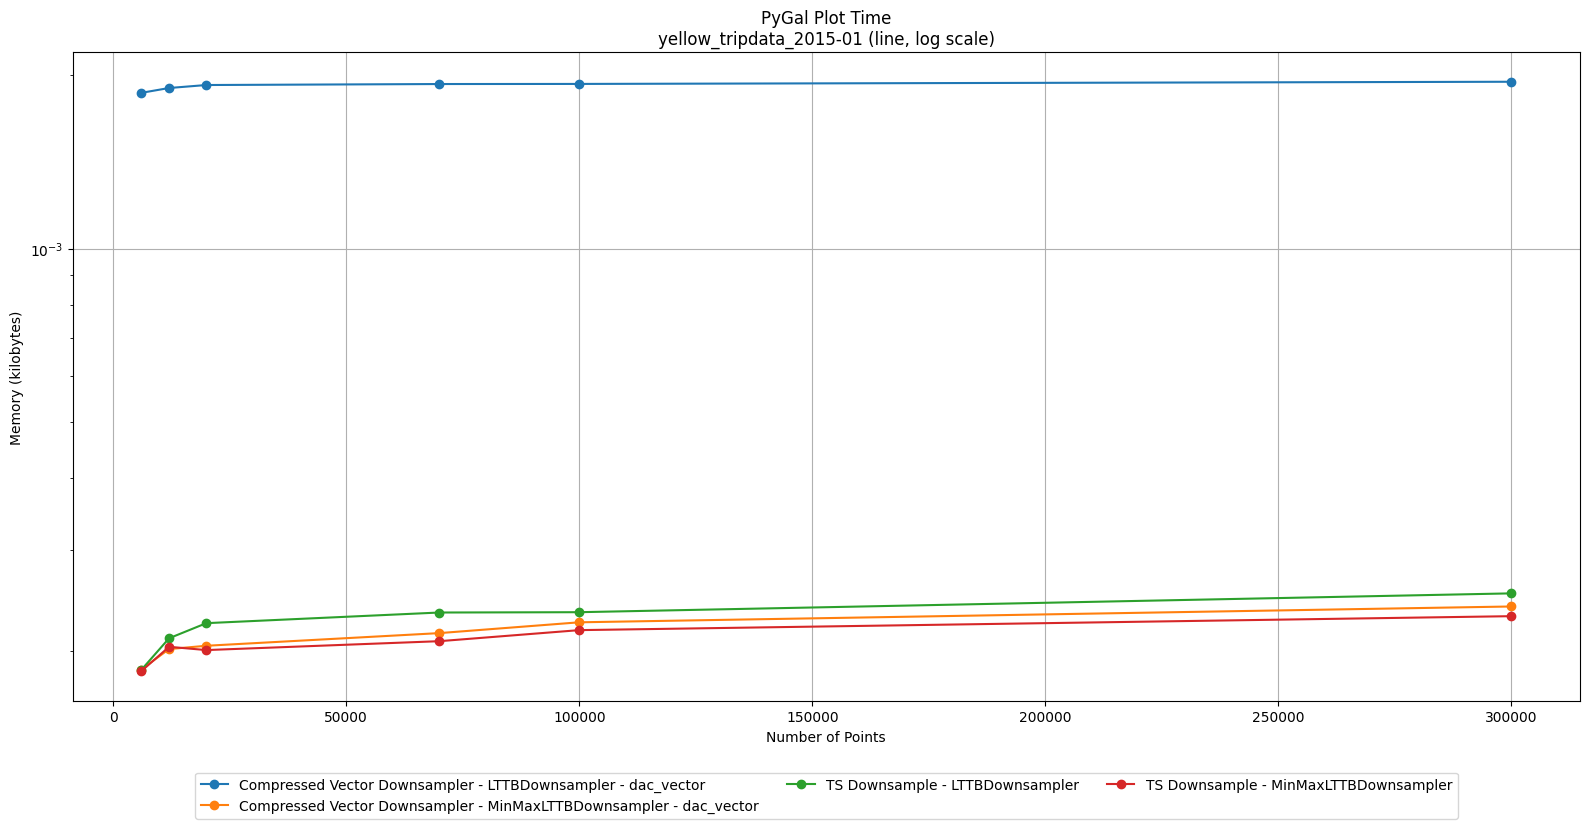 PyGal Plot Time
yellow_tripdata_2015-01 (line, log scale)
Memory (kilobytes)
10⁻³
0 50000 100000 150000 200000 250000 300000
Number of Points
Compressed Vector Downsampler - LTTBDownsampler - dac_vector
Compressed Vector Downsampler - MinMaxLTTBDownsampler - dac_vector
TS Downsample - LTTBDownsampler
TS Downsample - MinMaxLTTBDownsampler